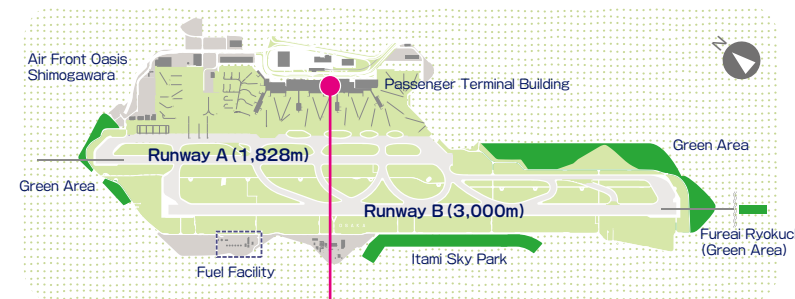 Air Front Oasis
Shimogawara
N
Passenger Terminal Building
Runway A (1,828m)
Green Area
Green Area
Runway B (3,000m)
Fureai Ryokuc
(Green Area)
Itami Sky Park
Fuel Facility